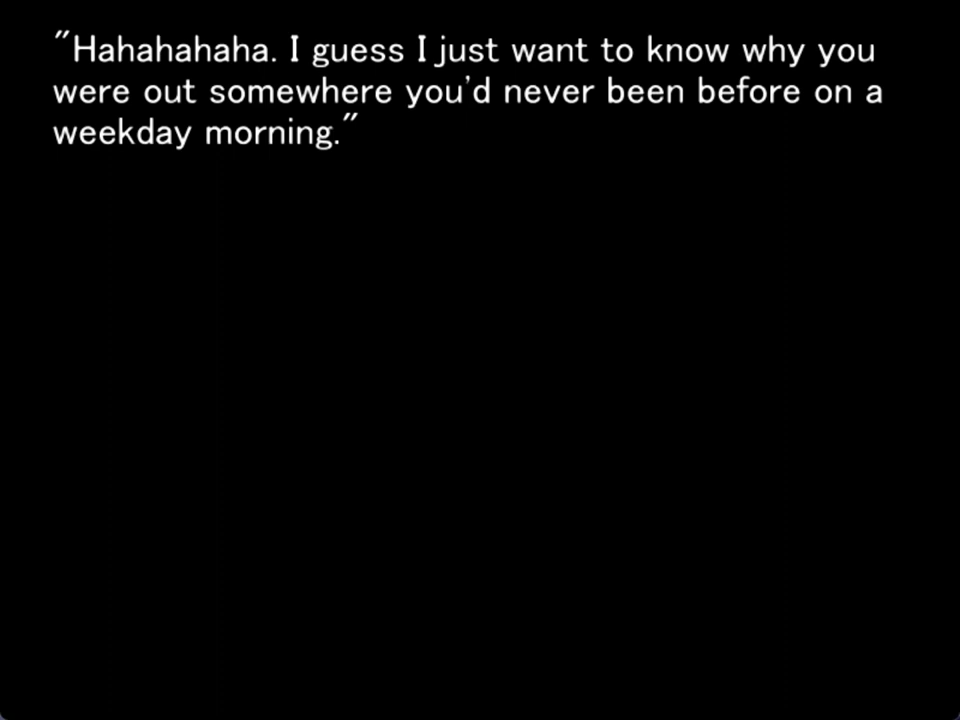 "Hahahahaha. I guess I just want to know why you
were out somewhere you'd never been before on a
weekday morning."